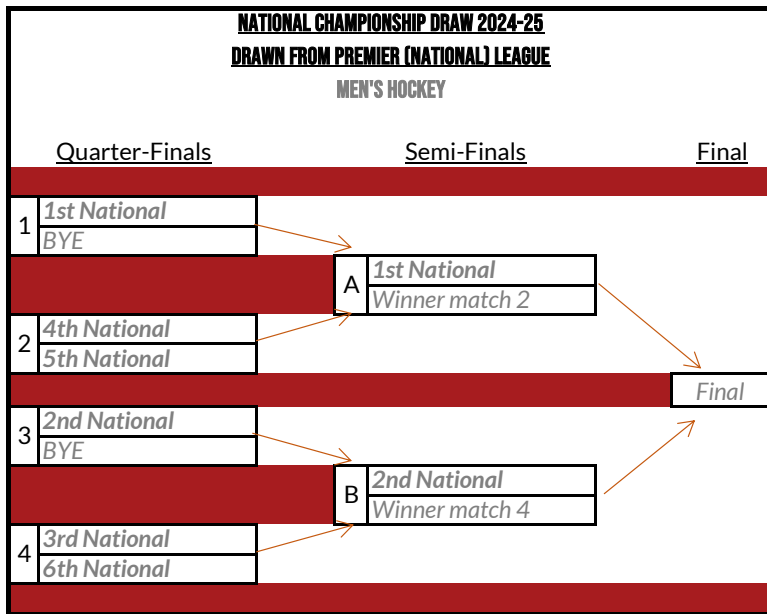 NATIONAL CHAMPIONSHIP DRAW 2024-25
DRAWN FROM PREMIER (NATIONAL) LEAGUE
MEN'S HOCKEY
Quarter-Finals Semi-Finals Final
1 1st National
BYE
A 1st National
Winner match 2
2 4th National
5th National
Final
3 2nd National
BYE
B 2nd National
Winner match 4
4 3rd National
6th National